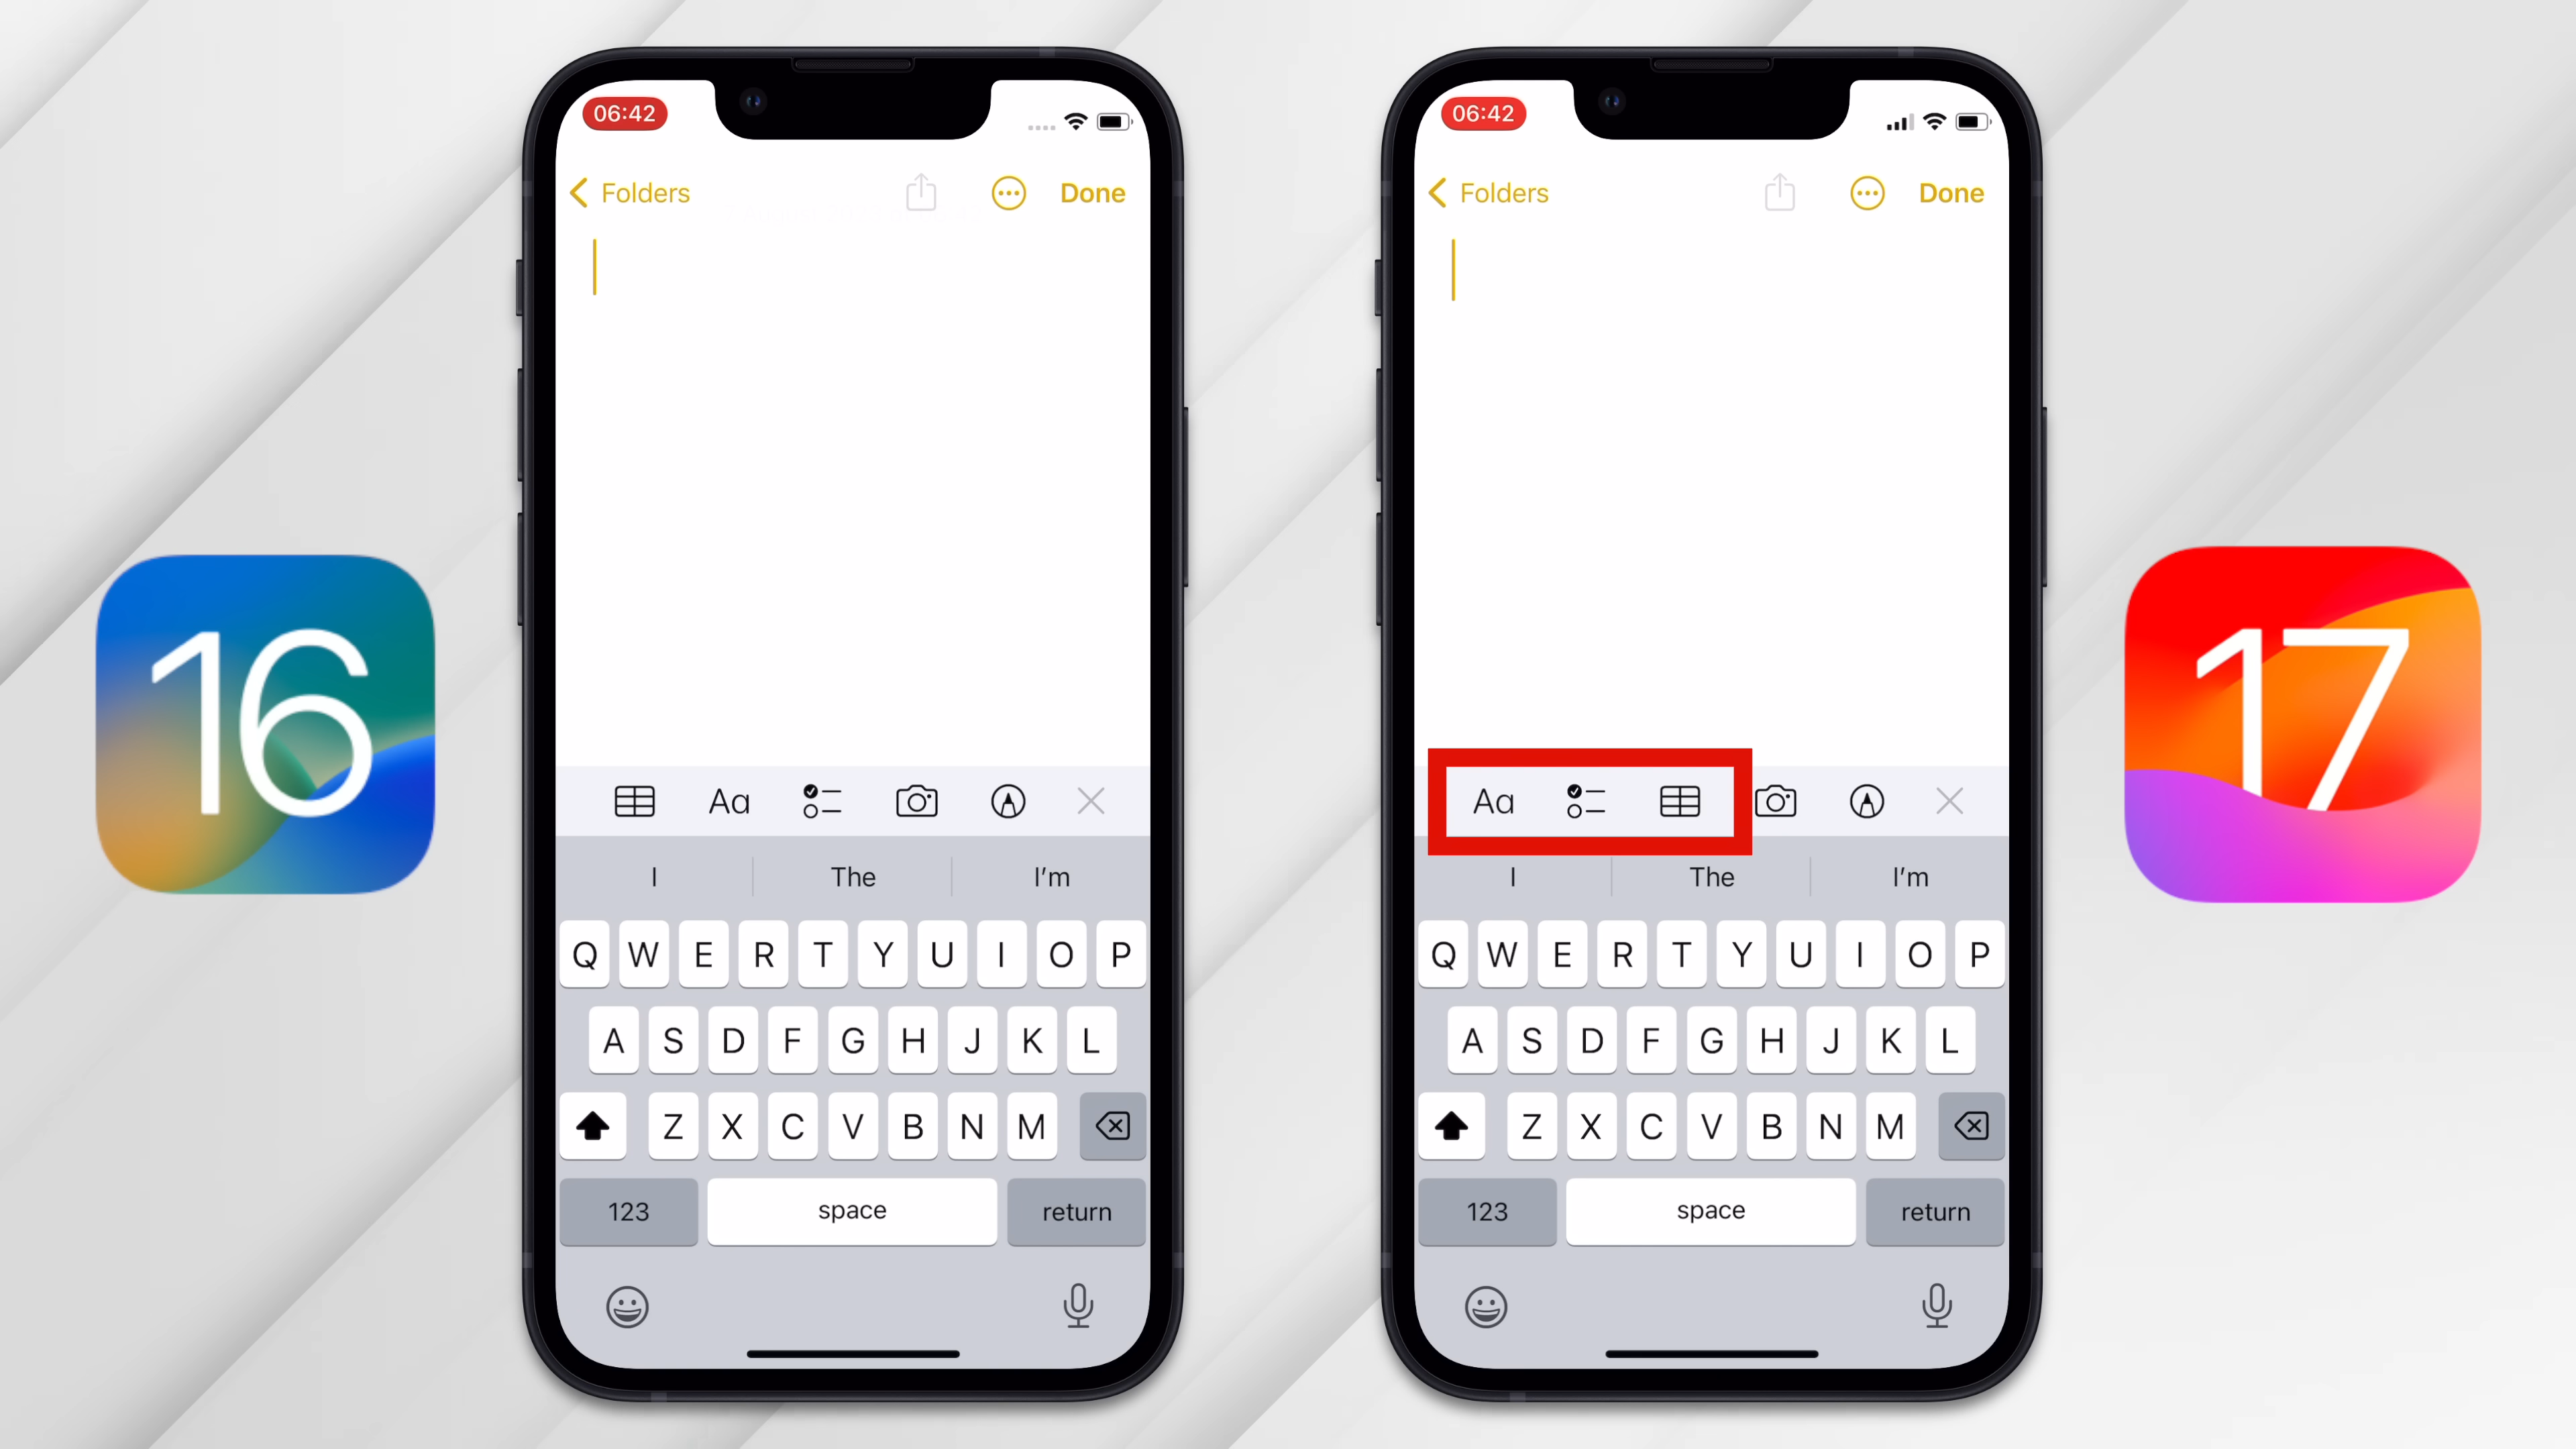 06:42
Folders
Done
Aa
I
The
I'm
Q W E R T Y U I O P
A S D F G H J K L
Z X C V B N M
123
space
return
16
06:42
Folders
Done
Aa
I
The
I'm
Q W E R T Y U I O P
A S D F G H J K L
Z X C V B N M
123
space
return
17